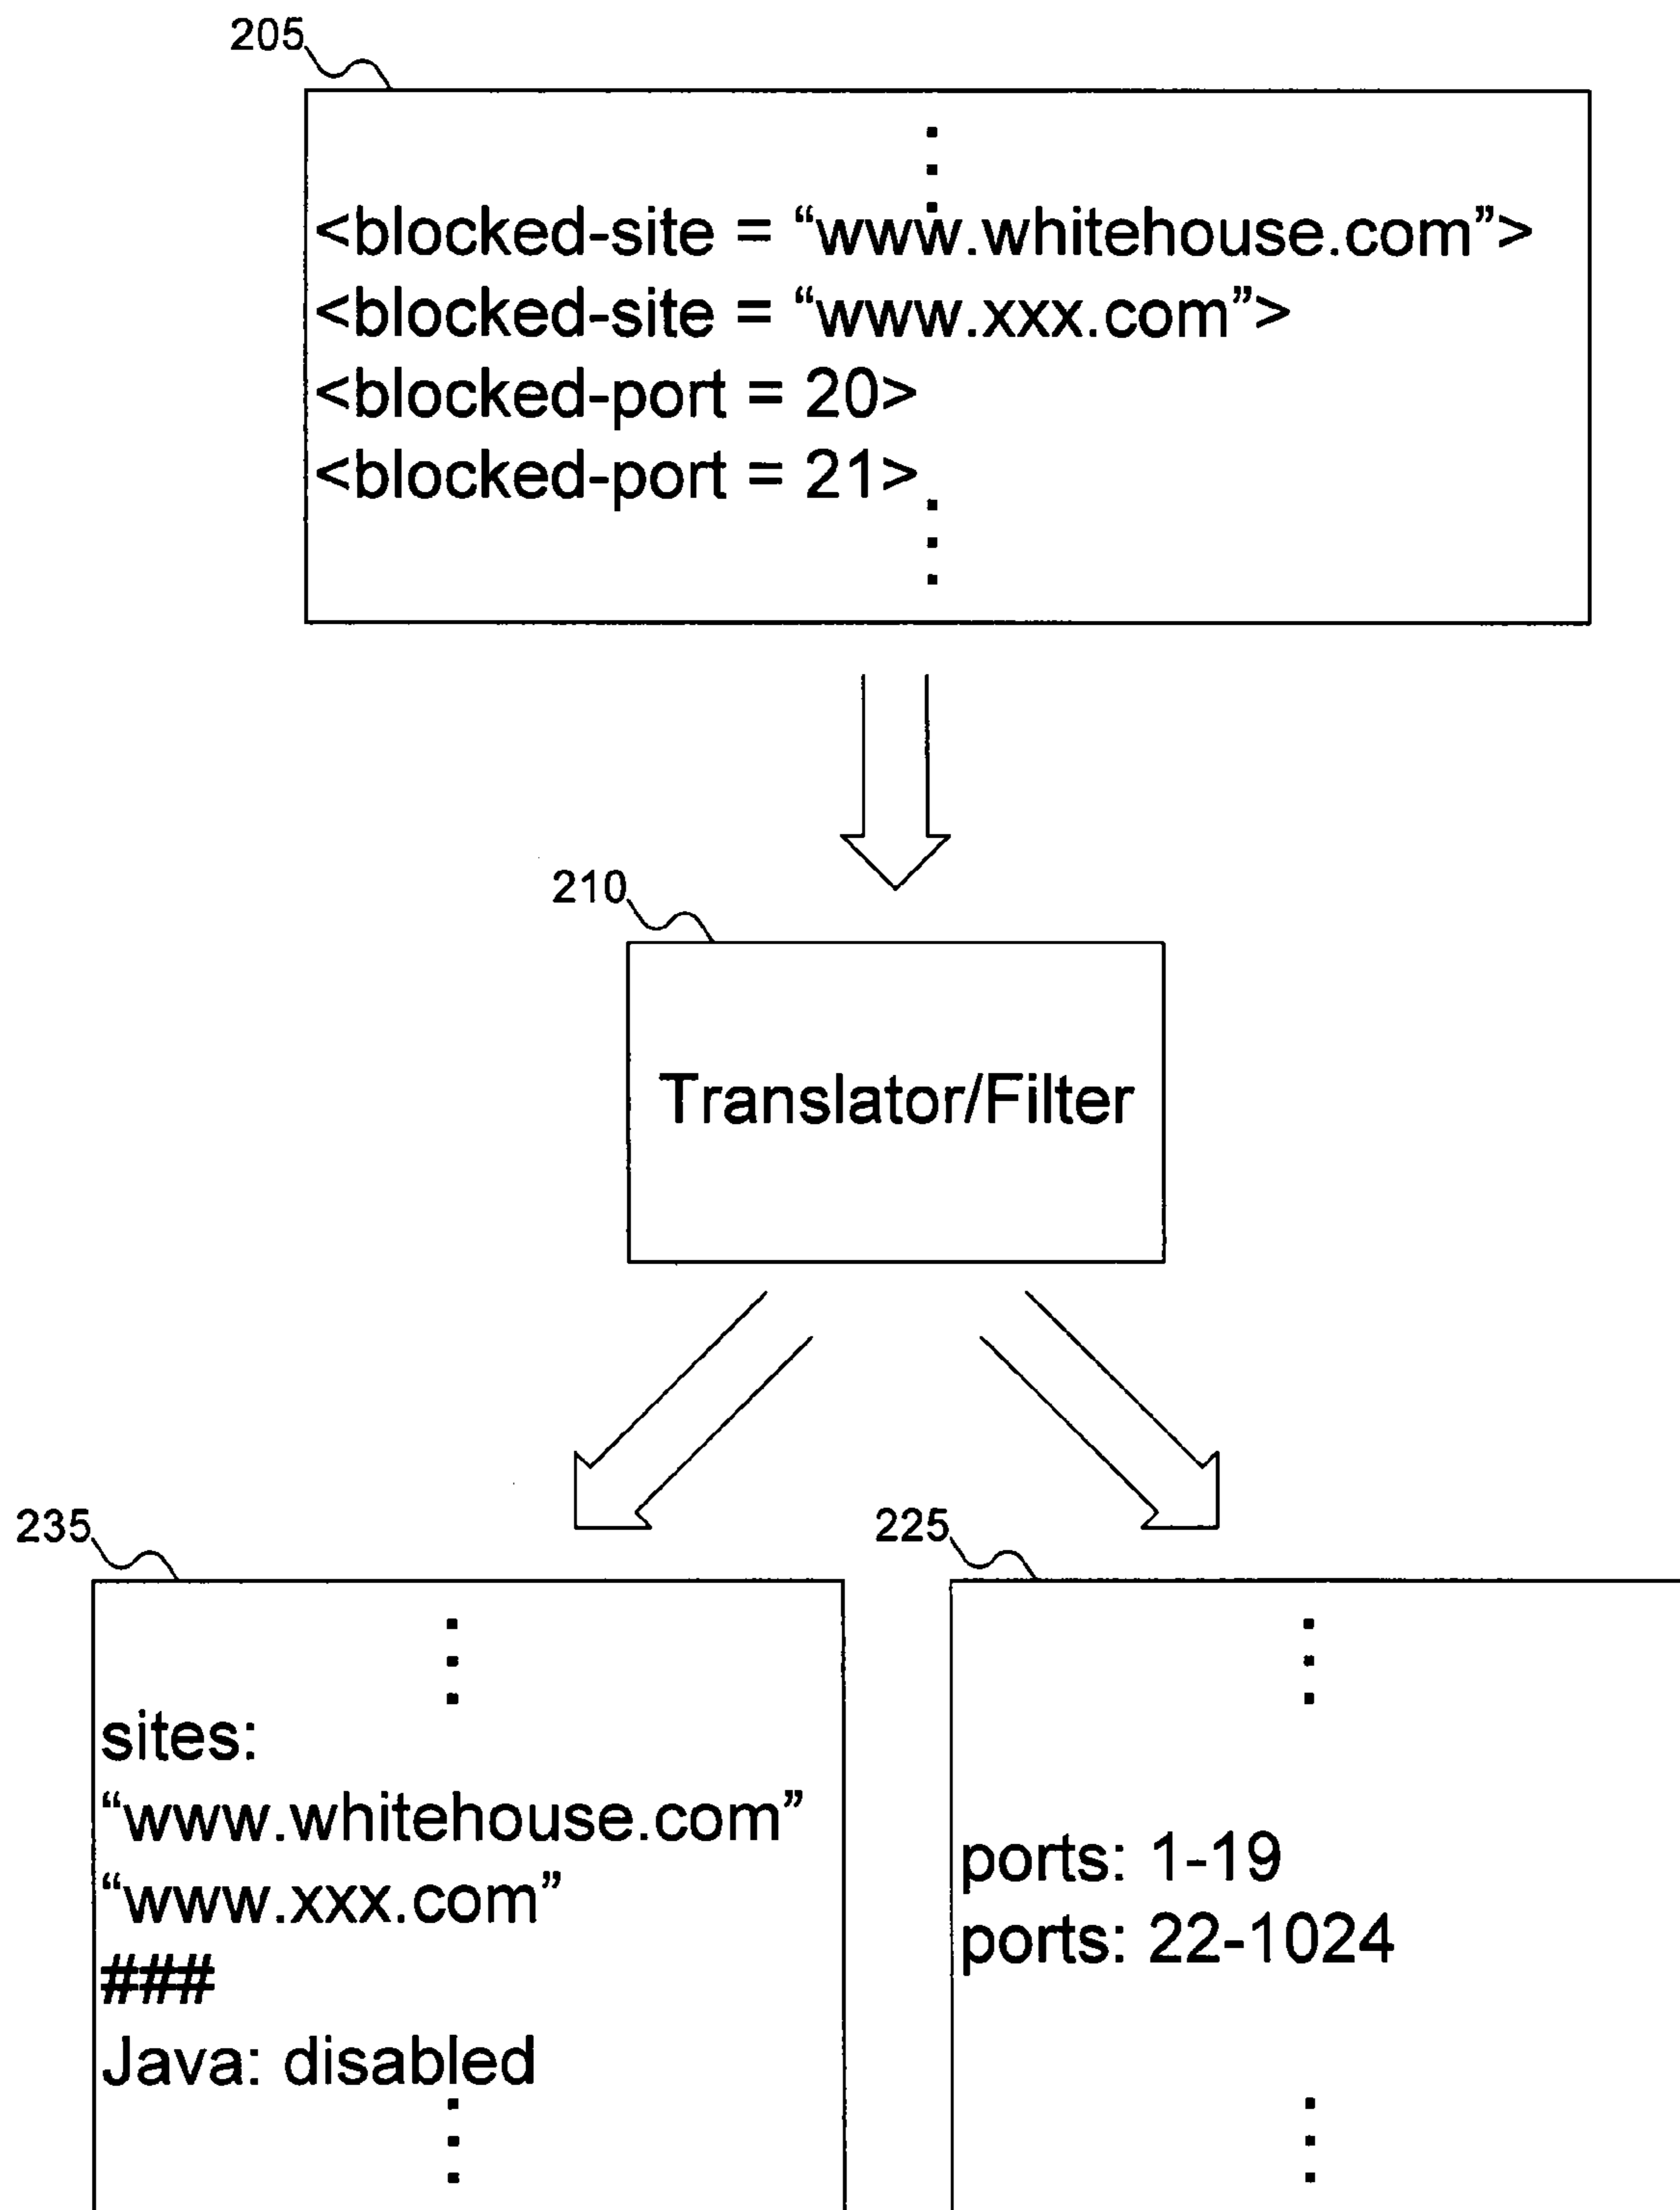 205
<blocked-site = “www.whitehouse.com”>
<blocked-site = “www.xxx.com”>
<blocked-port = 20>
<blocked-port = 21>
210
Translator/Filter
235
sites:
“www.whitehouse.com”
“www.xxx.com”
###
Java: disabled
225
ports: 1-19
ports: 22-1024